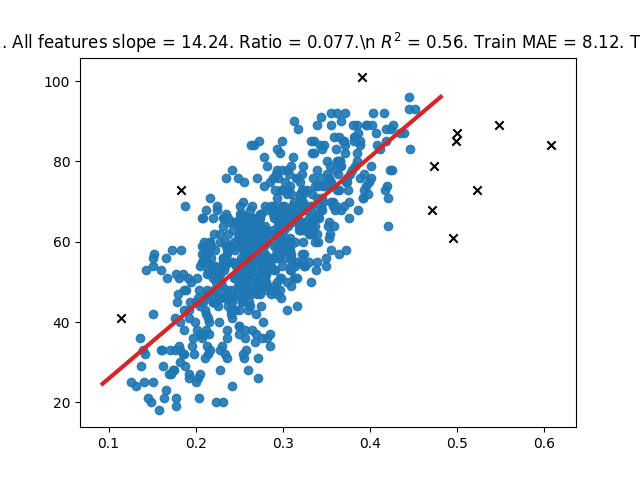 . All features slope = 14.24. Ratio = 0.077.\n R² = 0.56. Train MAE = 8.12. T
100
80
60
40
20
0.1 0.2 0.3 0.4 0.5 0.6